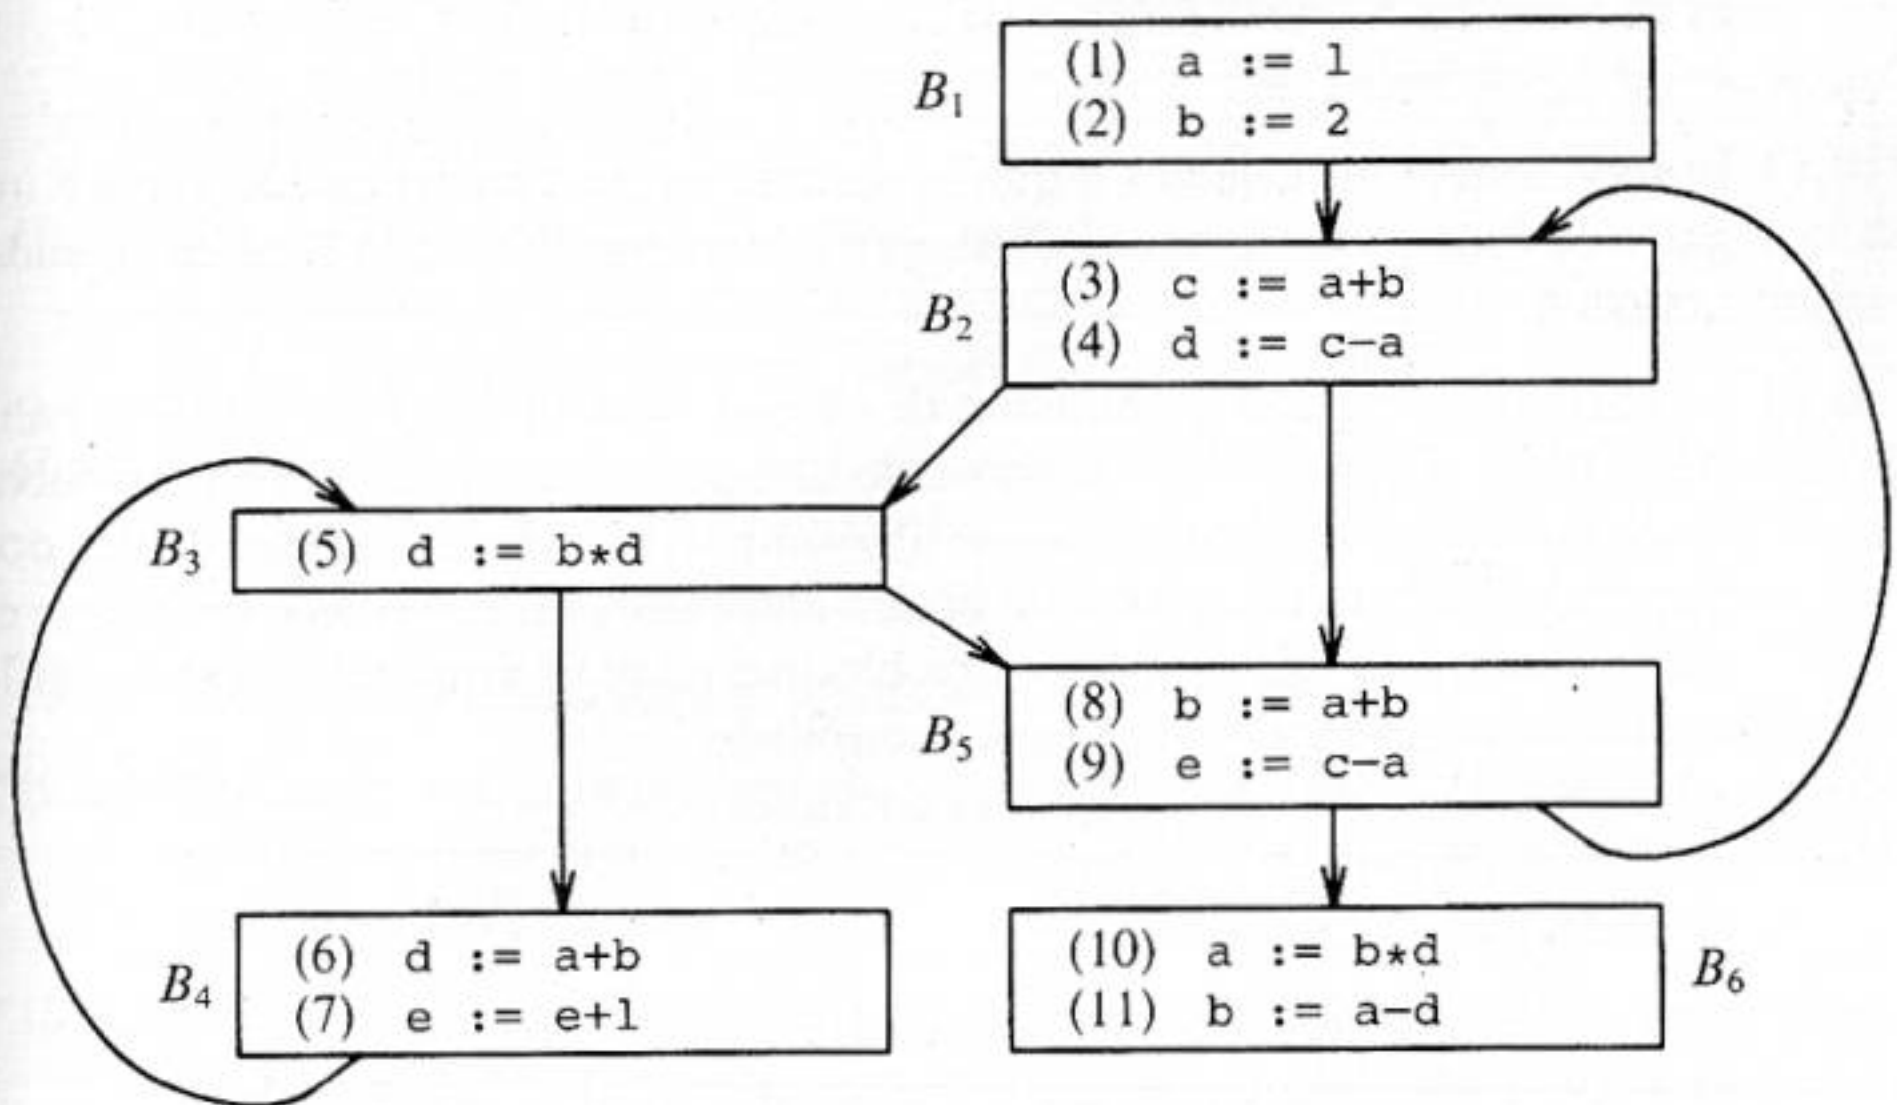 B₁
(1) a := 1
(2) b := 2
B₂
(3) c := a+b
(4) d := c-a
B₃
(5) d := b*d
B₅
(8) b := a+b
(9) e := c-a
B₄
(6) d := a+b
(7) e := e+1
(10) a := b*d
(11) b := a-d
B₆